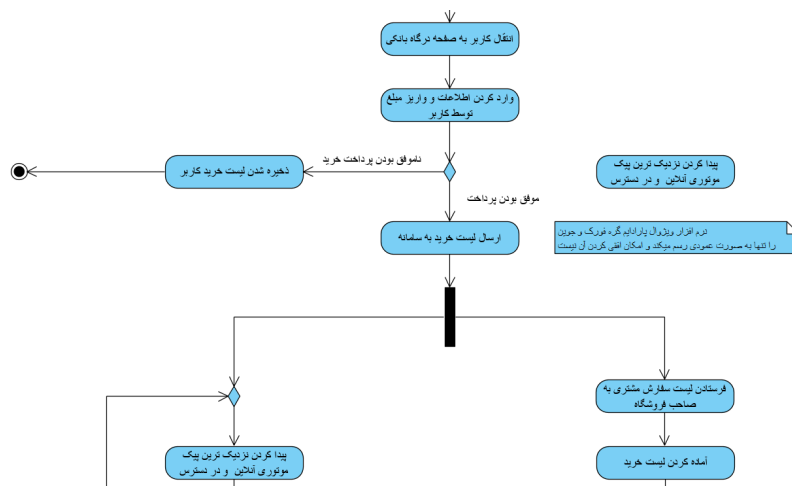 انتقال کاربر به صفحه درگاه بانکی
وارد کردن اطلاعات و واریز مبلغ
توسط کاربر
ناموفق بودن پرداخت خرید
ذخیره شدن لیست خرید کاربر
پیدا کردن نزدیک ترین پیک
موتوری آنلاین و در دسترس
موفق بودن پرداخت
ارسال لیست خرید به سامانه
نرم افزار ویژوال پارادایم گره فورک و جوین
را تنها به صورت عمودی رسم میکند و امکان افقی کردن آن نیست
فرستادن لیست سفارش مشتری به
صاحب فروشگاه
پیدا کردن نزدیک ترین پیک
موتوری آنلاین و در دسترس
آماده کردن لیست خرید